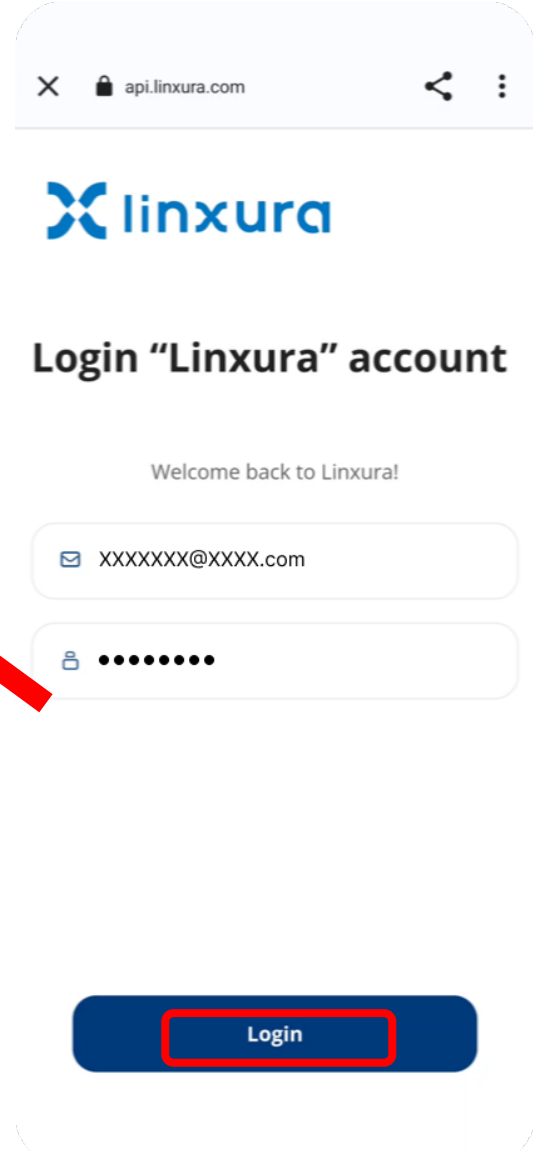 api.linxura.com
linxura
Login “Linxura” account
Welcome back to Linxura!
XXXXXXX@XXXX.com
••••••••
Login